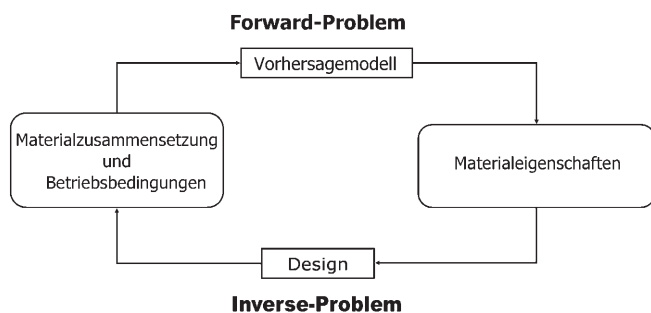 Forward-Problem
Vorhersagemodell
Materialzusammensetzung
und
Betriebsbedingungen
Materialeigenschaften
Design
Inverse-Problem